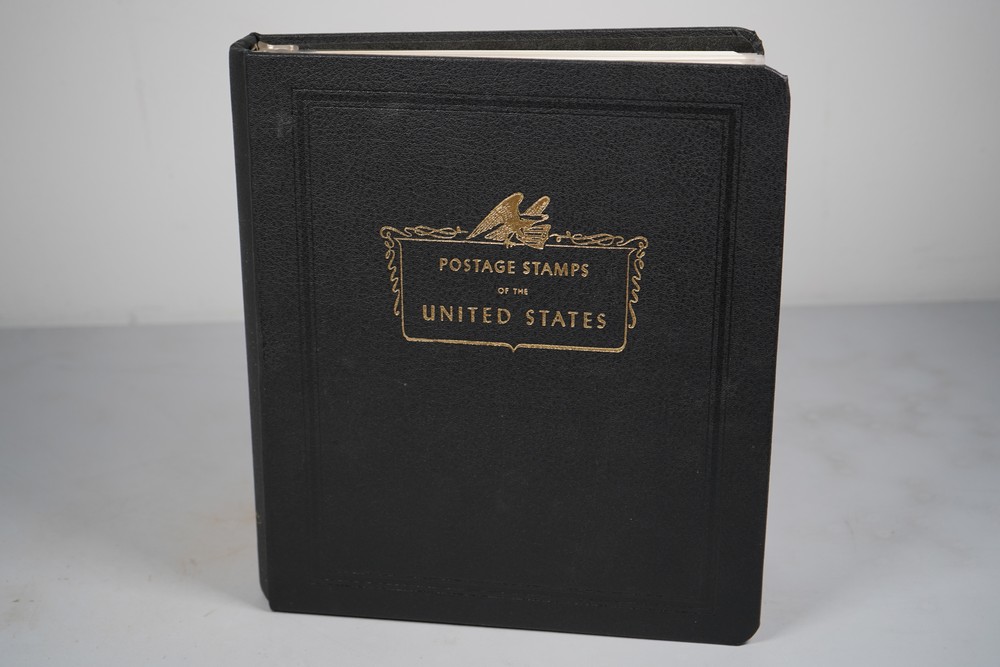 POSTAGE STAMPS
OF THE
UNITED STATES